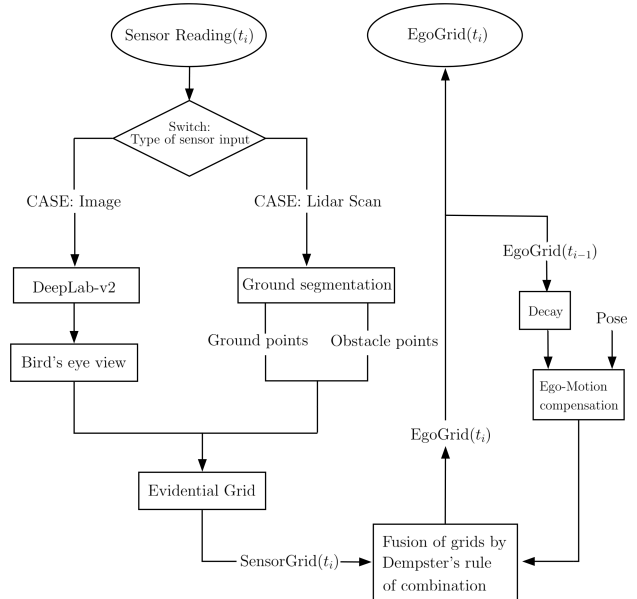 Sensor Reading(t_i)
EgoGrid(t_i)
Switch:
Type of sensor input
CASE: Image
CASE: Lidar Scan
EgoGrid(t_{i−1})
DeepLab-v2
Ground segmentation
Decay
Pose
Ground points
Obstacle points
Bird's eye view
Ego-Motion
compensation
EgoGrid(t_i)
Evidential Grid
Fusion of grids by
Dempster's rule
of combination
SensorGrid(t_i)